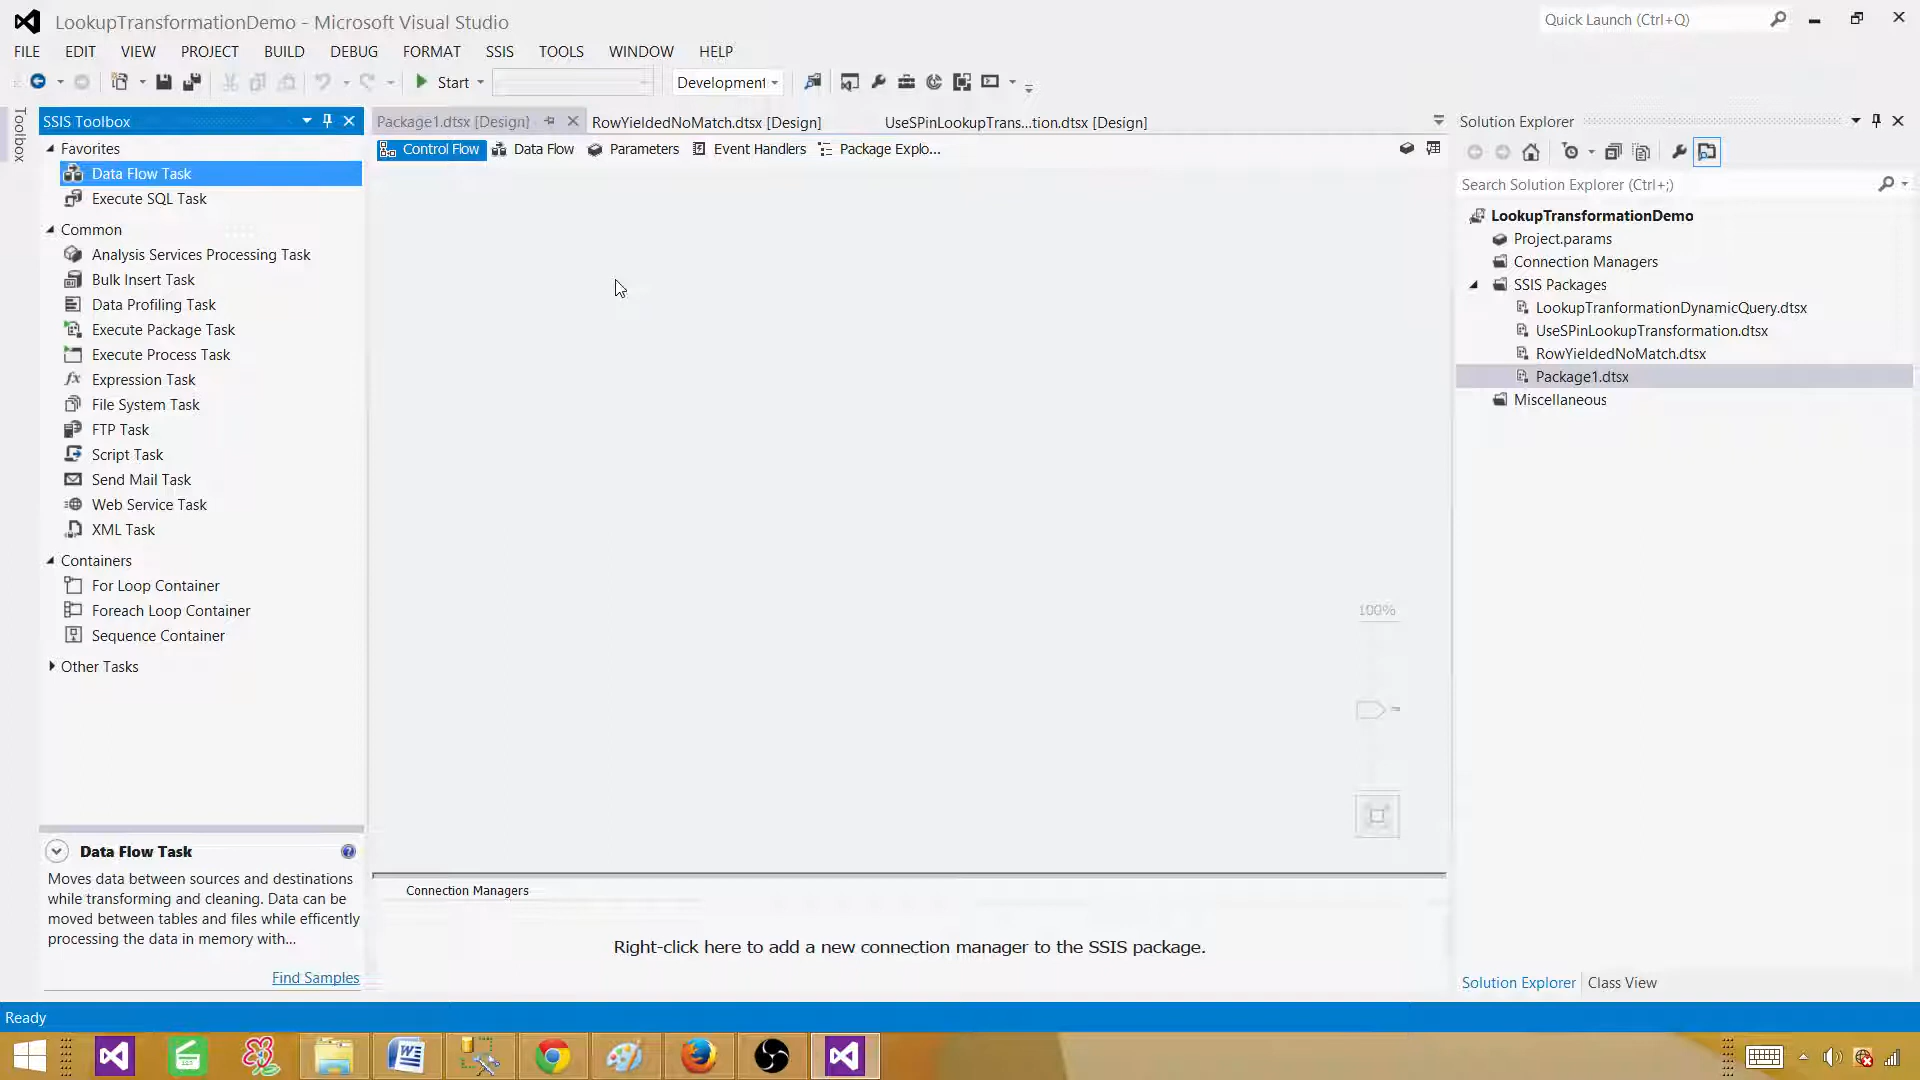 LookupTransformationDemo - Microsoft Visual Studio
Quick Launch (Ctrl+Q)
FILE EDIT VIEW PROJECT BUILD DEBUG FORMAT SSIS TOOLS WINDOW HELP
Start
Development
Toolbox
SSIS Toolbox
Favorites
Data Flow Task
Execute SQL Task
Common
Analysis Services Processing Task
Bulk Insert Task
Data Profiling Task
Execute Package Task
Execute Process Task
Expression Task
File System Task
FTP Task
Script Task
Send Mail Task
Web Service Task
XML Task
Containers
For Loop Container
Foreach Loop Container
Sequence Container
Other Tasks
Data Flow Task
Moves data between sources and destinations
while transforming and cleaning. Data can be
moved between tables and files while efficently
processing the data in memory with...
Find Samples
Package1.dtsx [Design] RowYieldedNoMatch.dtsx [Design] UseSPinLookupTrans...tion.dtsx [Design]
Control Flow Data Flow Parameters Event Handlers Package Explo...
100%
Connection Managers
Right-click here to add a new connection manager to the SSIS package.
Solution Explorer
Search Solution Explorer (Ctrl+;)
LookupTransformationDemo
Project.params
Connection Managers
SSIS Packages
LookupTranformationDynamicQuery.dtsx
UseSPinLookupTransformation.dtsx
RowYieldedNoMatch.dtsx
Package1.dtsx
Miscellaneous
Solution Explorer Class View
Ready